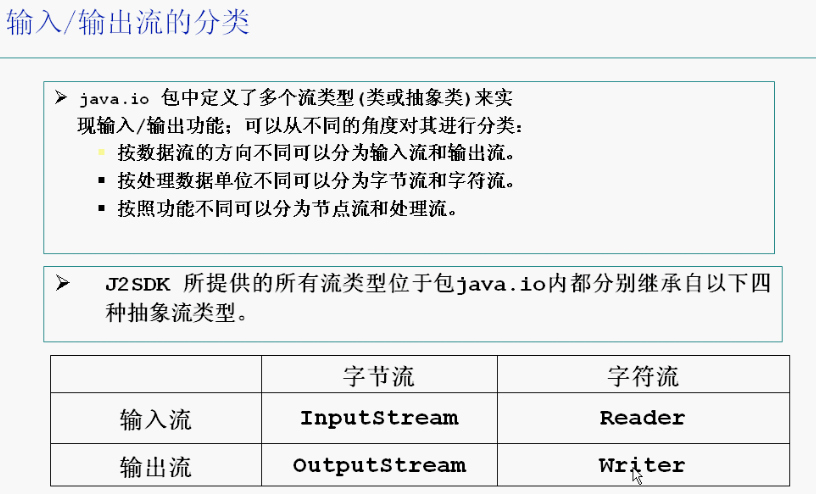 输入/输出流的分类
java.io 包中定义了多个流类型(类或抽象类)来实
现输入/输出功能；可以从不同的角度对其进行分类：
按数据流的方向不同可以分为输入流和输出流。
按处理数据单位不同可以分为字节流和字符流。
按照功能不同可以分为节点流和处理流。
J2SDK 所提供的所有流类型位于包java.io内都分别继承自以下四
种抽象流类型。
字节流 字符流
输入流 InputStream Reader
输出流 OutputStream Writer